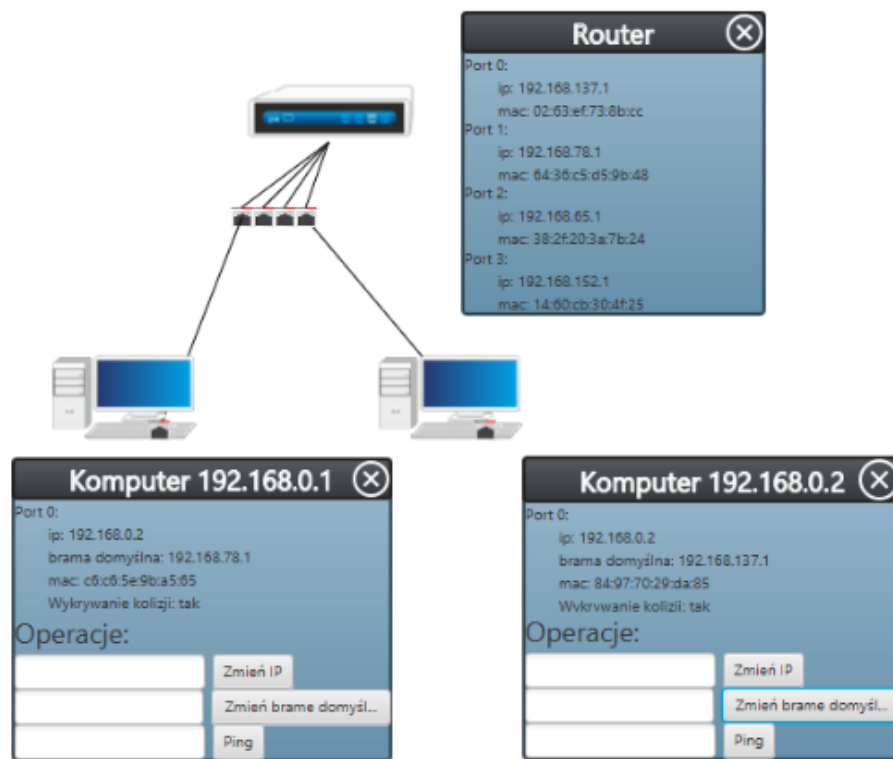 Router
Port 0:
ip: 192.168.137.1
mac: 02:63:ef:73:8b:cc
Port 1:
ip: 192.168.78.1
mac: 64:36:c5:d5:9b:48
Port 2:
ip: 192.168.65.1
mac: 38:2f:20:3a:7b:24
Port 3:
ip: 192.168.152.1
mac: 14:60:cb:30:4f:25
Komputer 192.168.0.1
Port 0:
ip: 192.168.0.2
brama domyślna: 192.168.78.1
mac: c6:c6:5e:9b:a5:65
Wykrywanie kolizji: tak
Operacje:
Zmień IP
Zmień brame domyśl...
Ping
Komputer 192.168.0.2
Port 0:
ip: 192.168.0.2
brama domyślna: 192.168.137.1
mac: 84:97:70:29:da:85
Wykrywanie kolizji: tak
Operacje:
Zmień IP
Zmień brame domyśl...
Ping